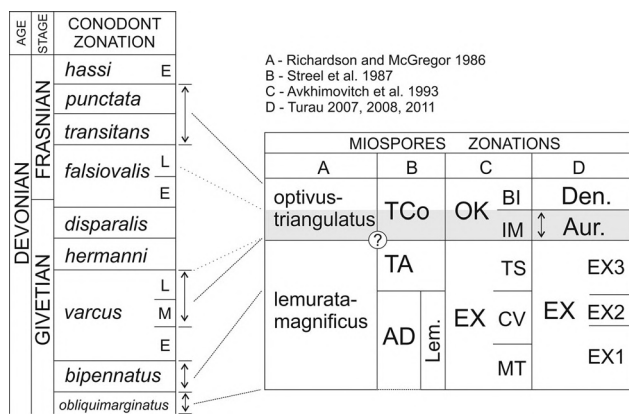 AGE
STAGE
CONODONT
ZONATION
DEVONIAN
FRASNIAN
GIVETIAN
hassi E
punctata
transitans
falsiovalis L
E
disparalis
hermanni
varcus L
M
E
bipennatus
obliquimarginatus
A - Richardson and McGregor 1986
B - Streel et al. 1987
C - Avkhimovitch et al. 1993
D - Turau 2007, 2008, 2011
MIOSPORES ZONATIONS
A B C D
optivus-
triangulatus
TCo
OK
BI
IM
Den.
Aur.
?
lemurata-
magnificus
TA
AD
Lem.
EX
TS
CV
MT
EX
EX3
EX2
EX1